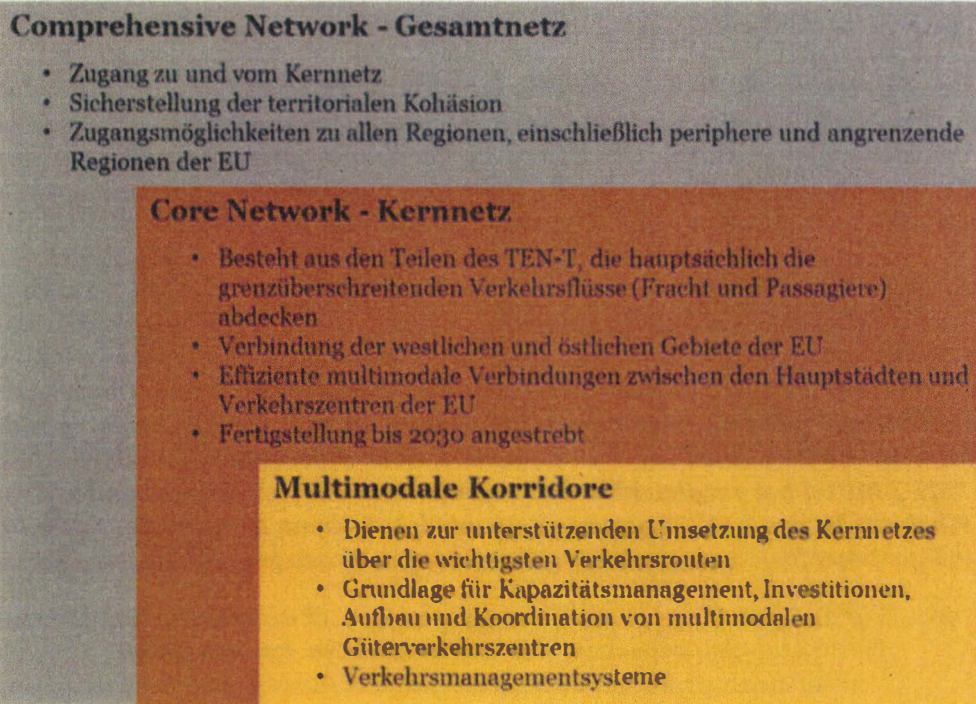 Comprehensive Network - Gesamtnetz
• Zugang zu und vom Kernnetz
• Sicherstellung der territorialen Kohäsion
• Zugangsmöglichkeiten zu allen Regionen, einschließlich periphere und angrenzende
Regionen der EU
Core Network - Kernnetz
• Besteht aus den Teilen des TEN-T, die hauptsächlich die
grenzüberschreitenden Verkehrsflüsse (Fracht und Passagiere)
abdecken
• Verbindung der westlichen und östlichen Gebiete der EU
• Effiziente multimodale Verbindungen zwischen den Hauptstädten und
Verkehrszentren der EU
• Fertigstellung bis 2030 angestrebt
Multimodale Korridore
• Dienen zur unterstützenden Umsetzung des Kernnetzes
über die wichtigsten Verkehrsrouten
• Grundlage für Kapazitätsmanagement, Investitionen,
Aufbau und Koordination von multimodalen
Güterverkehrszentren
• Verkehrsmanagementsysteme